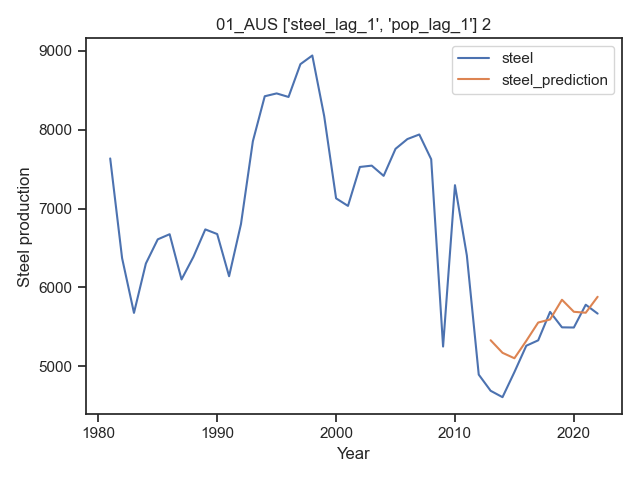 01_AUS ['steel_lag_1', 'pop_lag_1'] 2
steel
steel_prediction
9000
8000
7000
6000
5000
Steel production
1980
1990
2000
2010
2020
Year